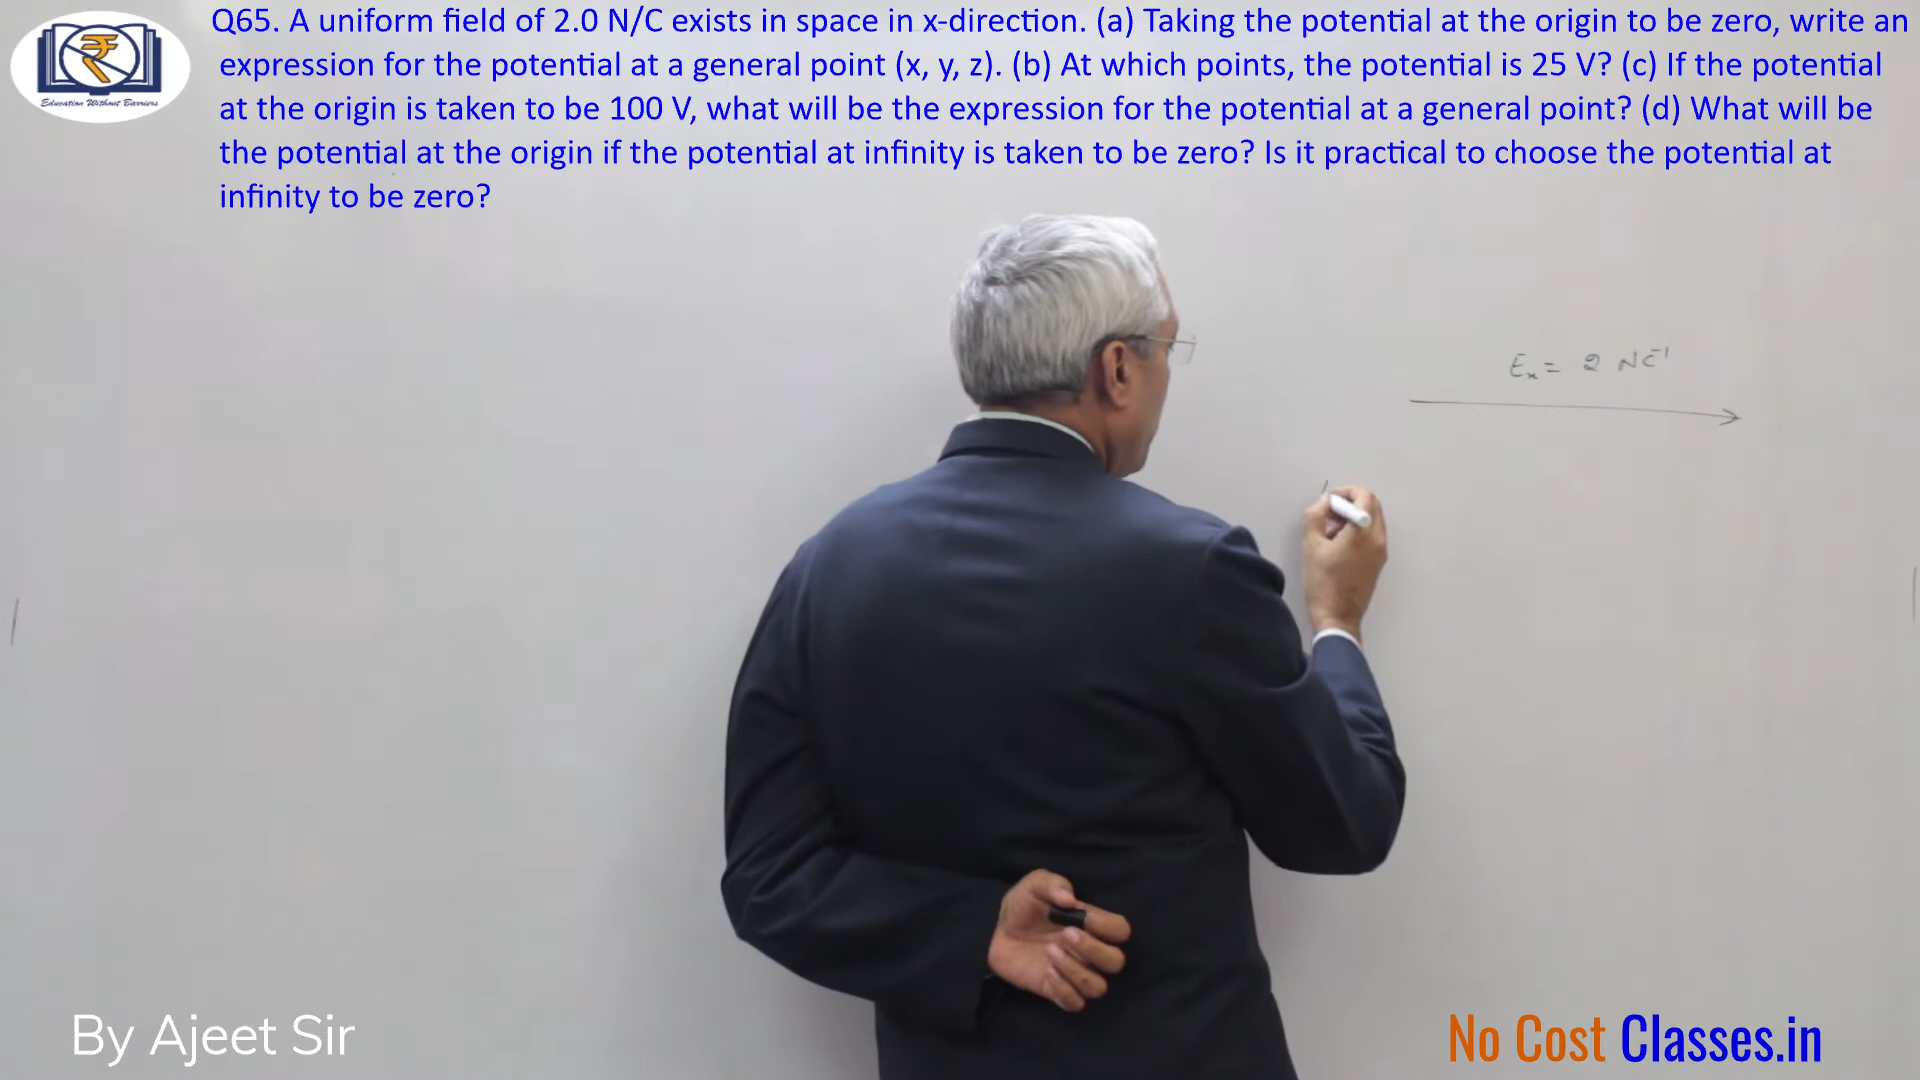 Q65. A uniform field of 2.0 N/C exists in space in x-direction. (a) Taking the potential at the origin to be zero, write an
expression for the potential at a general point (x, y, z). (b) At which points, the potential is 25 V? (c) If the potential
at the origin is taken to be 100 V, what will be the expression for the potential at a general point? (d) What will be
the potential at the origin if the potential at infinity is taken to be zero? Is it practical to choose the potential at
infinity to be zero?
Education Without Barriers
Eₓ = 2 NC⁻¹
By Ajeet Sir
No Cost Classes.in